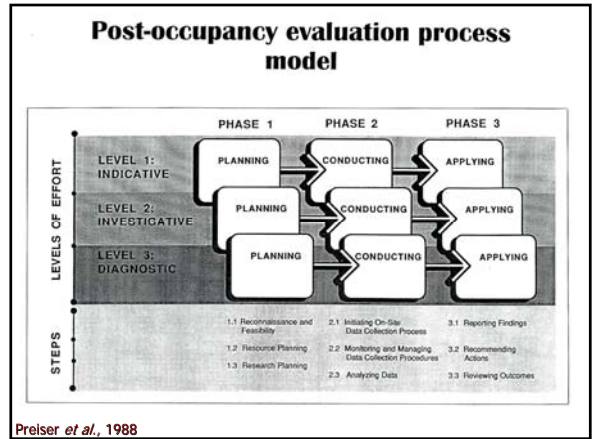 Post-occupancy evaluation process
model
PHASE 1 PHASE 2 PHASE 3
LEVELS OF EFFORT
LEVEL 1:
INDICATIVE
PLANNING CONDUCTING APPLYING
LEVEL 2:
INVESTIGATIVE
PLANNING CONDUCTING APPLYING
LEVEL 3:
DIAGNOSTIC
PLANNING CONDUCTING APPLYING
STEPS
1.1 Reconnaissance and
Feasibility
1.2 Resource Planning
1.3 Research Planning
2.1 Initiating On-Site
Data Collection Process
2.2 Monitoring and Managing
Data Collection Procedures
2.3 Analyzing Data
3.1 Reporting Findings
3.2 Recommending
Actions
3.3 Reviewing Outcomes
Preiser et al., 1988